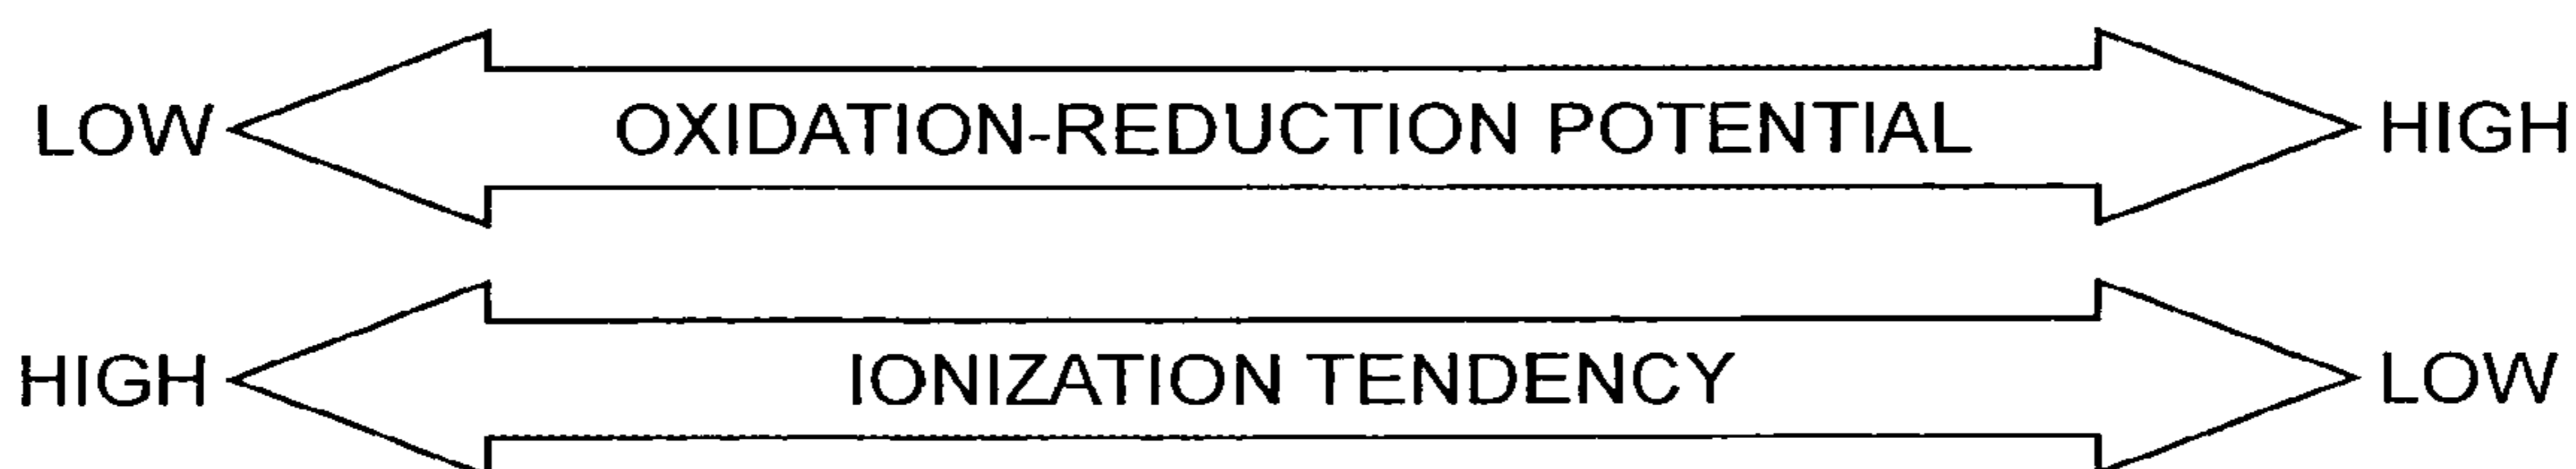 LOW OXIDATION-REDUCTION POTENTIAL HIGH
HIGH IONIZATION TENDENCY LOW